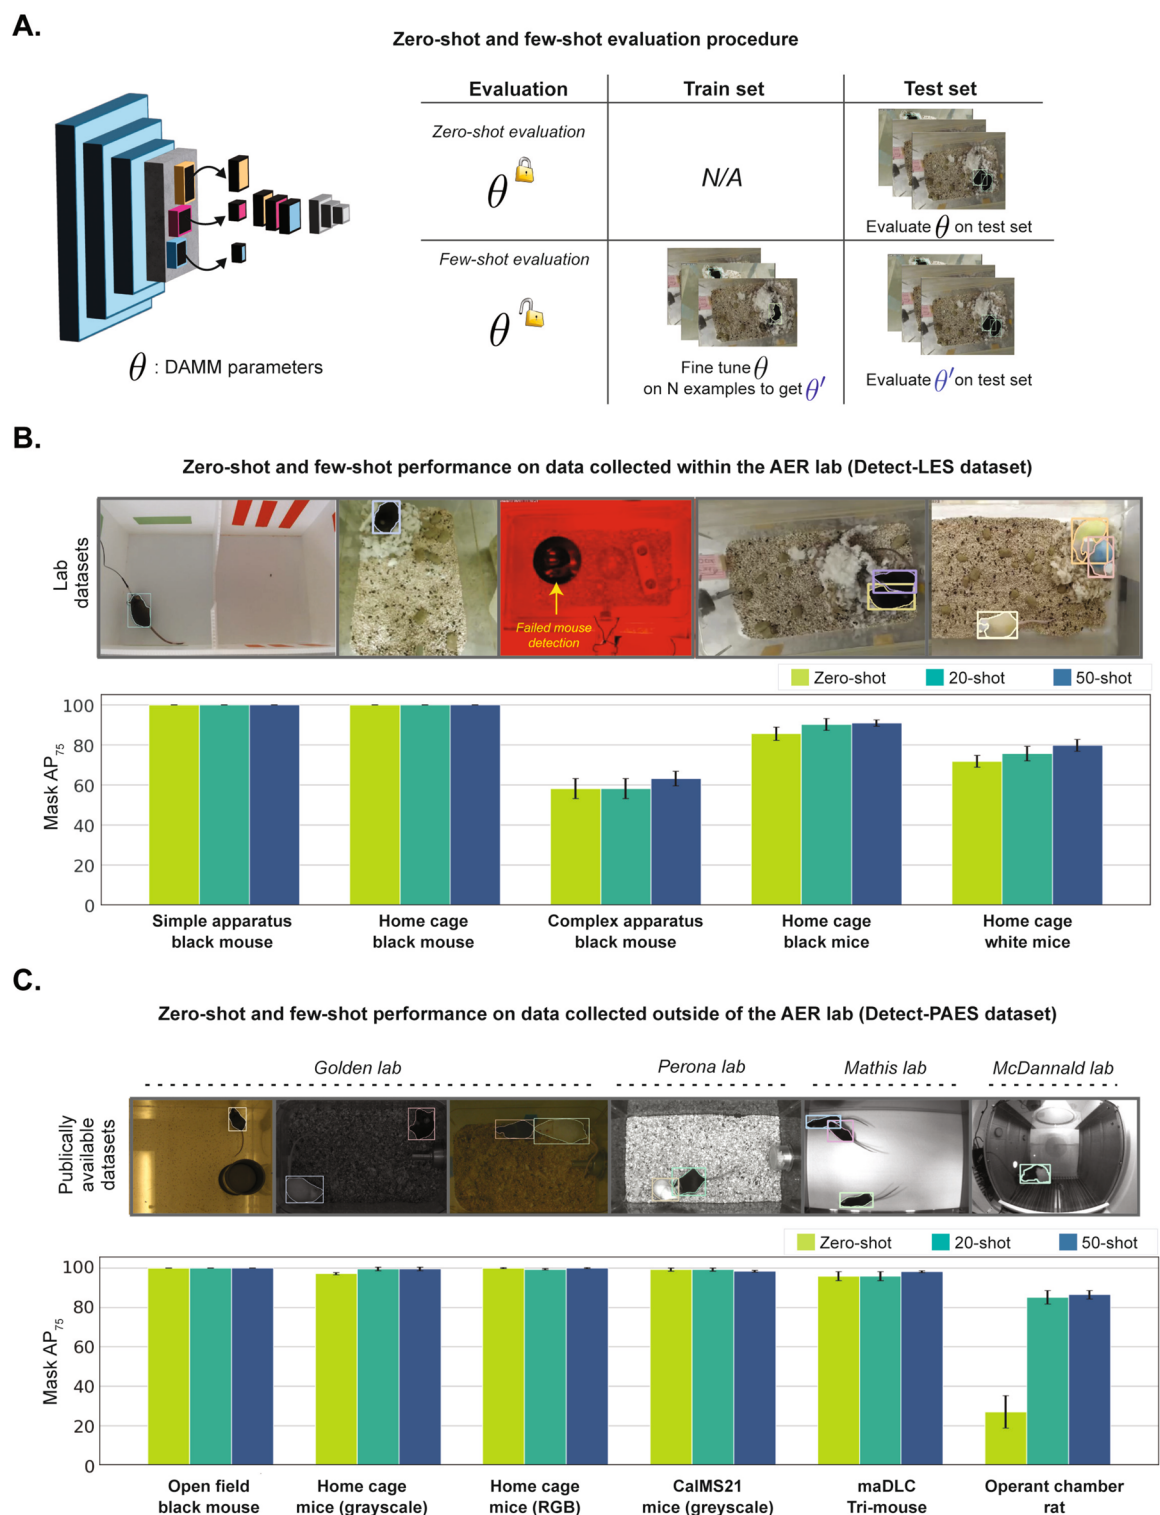 A.
Zero-shot and few-shot evaluation procedure
Evaluation Train set Test set
Zero-shot evaluation
θ
N/A
Evaluate θ on test set
Few-shot evaluation
θ
Fine tune θ
on N examples to get θ′
Evaluate θ′ on test set
θ : DAMM parameters
B.
Zero-shot and few-shot performance on data collected within the AER lab (Detect-LES dataset)
Lab
datasets
Failed mouse
detection
Zero-shot 20-shot 50-shot
Mask AP75
100
80
60
40
20
0
Simple apparatus
black mouse
Home cage
black mouse
Complex apparatus
black mouse
Home cage
black mice
Home cage
white mice
C.
Zero-shot and few-shot performance on data collected outside of the AER lab (Detect-PAES dataset)
Golden lab Perona lab Mathis lab McDannald lab
Publically
available
datasets
Zero-shot 20-shot 50-shot
Mask AP75
100
80
60
40
20
0
Open field
black mouse
Home cage
mice (grayscale)
Home cage
mice (RGB)
CalMS21
mice (greyscale)
maDLC
Tri-mouse
Operant chamber
rat